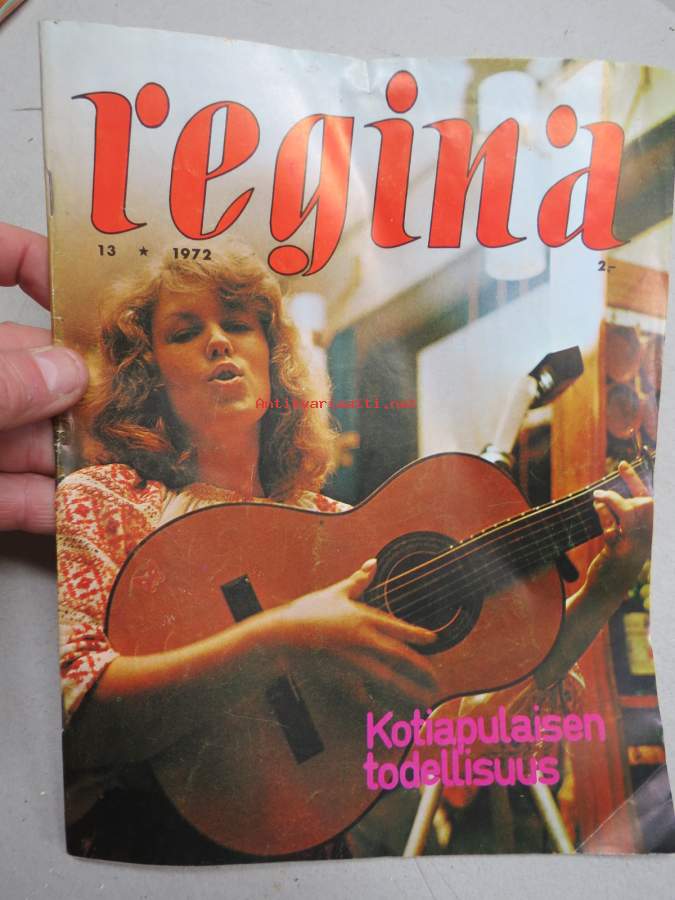 regina
13 ★ 1972
2:-
Antikvariaatti.net
Kotiapulaisen
todellisuus